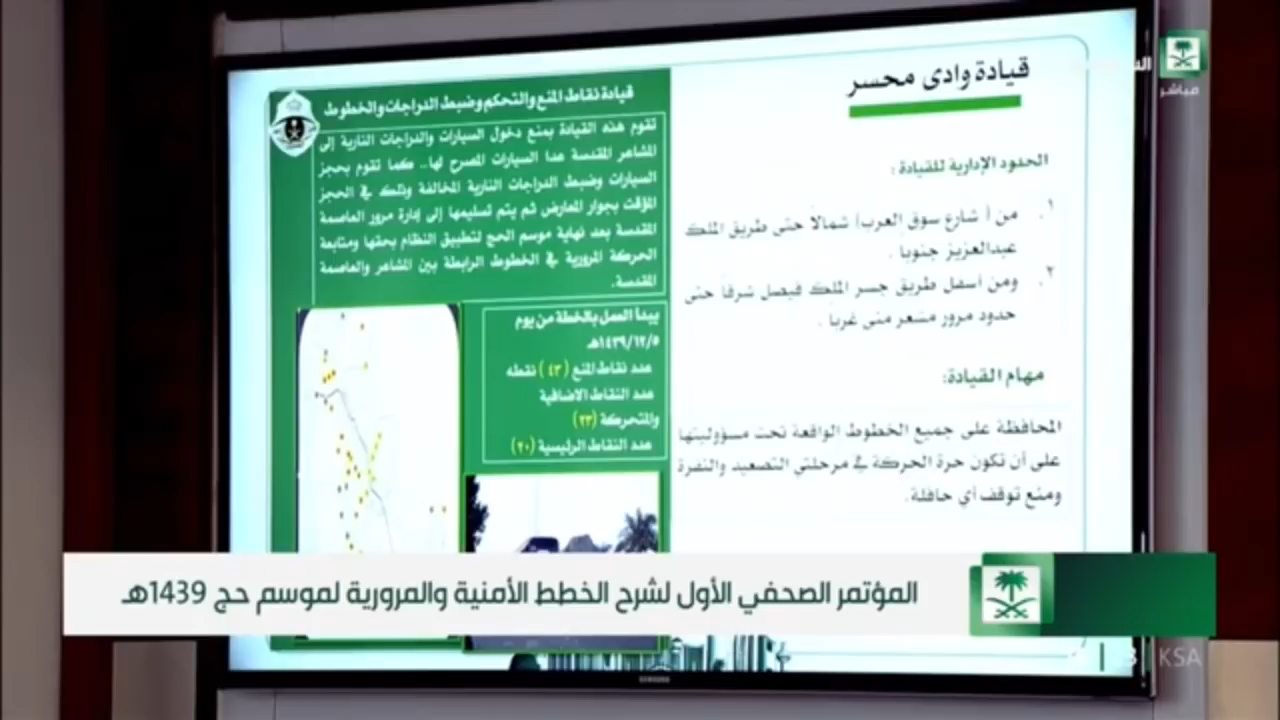 قيادة وادى محسر
الحدود الإدارية للقيادة :
١. من ( شارع سوق العرب) شمالاً حتى طريق الملك
عبدالعزيز جنوبا .
٢. ومن أسفل طريق جسر الملك فيصل شرقاً حتى
حدود مرور مشعر منى غربا .
مهام القيادة:
المحافظة على جميع الخطوط الواقعة تحت مسؤوليتها
على أن تكون حرة الحركة في مرحلتي التصعيد والنفرة
ومنع توقف أي حافلة.
قيادة نقاط المنع والتحكم وضبط الدراجات والخطوط
تقوم هذه القيادة بمنع دخول السيارات والدراجات النارية إلى
المشاعر المقدسة عدا السيارات المصرح لها.. كما تقوم بحجز
السيارات وضبط الدراجات النارية المخالفة وذلك في الحجز
المؤقت بجوار المعارض ثم يتم تسليمها إلى إدارة مرور العاصمة
المقدسة بعد نهاية موسم الحج لتطبيق النظام بحقها ومتابعة
الحركة المرورية في الخطوط الرابطة بين المشاعر والعاصمة
المقدسة.
يبدأ العمل بالخطة من يوم
١٤٣٩/١٢/٥هـ
عدد نقاط المنع ( ٤٣ ) نقطه
عدد النقاط الاضافية
والمتحركة (٢٣)
عدد النقاط الرئيسية (٢٠)
مباشر
المؤتمر الصحفي الأول لشرح الخطط الأمنية والمرورية لموسم حج 1439هـ
KSA
SAMSUNG